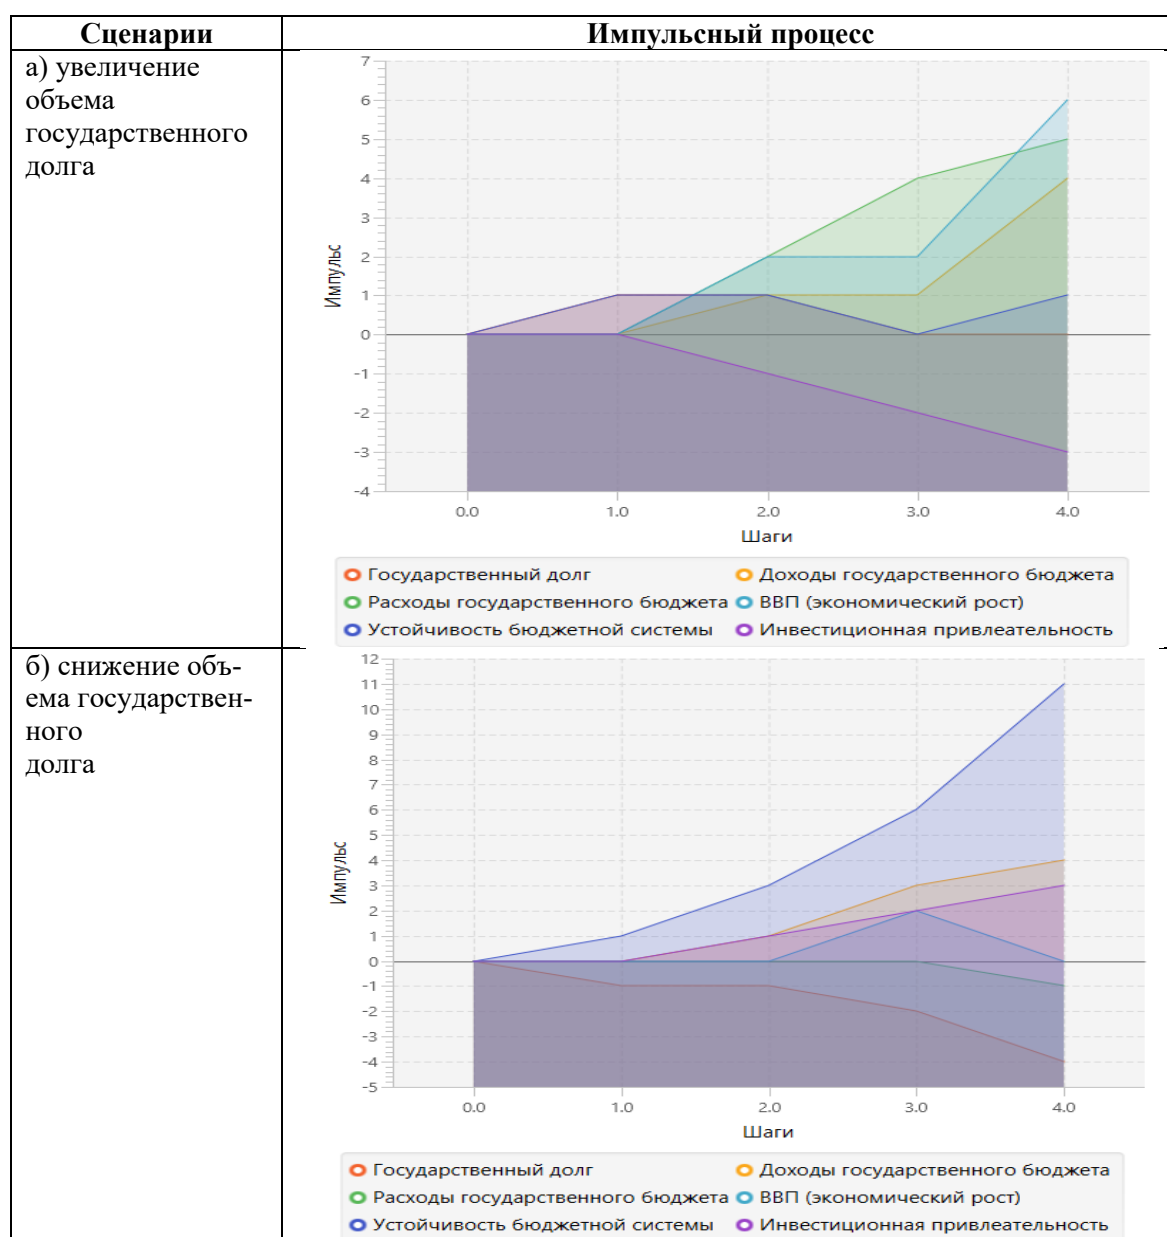 Сценарии Импульсный процесс
а) увеличение
объема
государственного
долга
7
6
5
4
3
2
1
0
-1
-2
-3
-4
Импульс
0.0 1.0 2.0 3.0 4.0
Шаги
Государственный долг Доходы государственного бюджета
Расходы государственного бюджета ВВП (экономический рост)
Устойчивость бюджетной системы Инвестиционная привлеательность
б) снижение объ-
ема государствен-
ного
долга
12
11
10
9
8
7
6
5
4
3
2
1
0
-1
-2
-3
-4
-5
Импульс
0.0 1.0 2.0 3.0 4.0
Шаги
Государственный долг Доходы государственного бюджета
Расходы государственного бюджета ВВП (экономический рост)
Устойчивость бюджетной системы Инвестиционная привлеательность